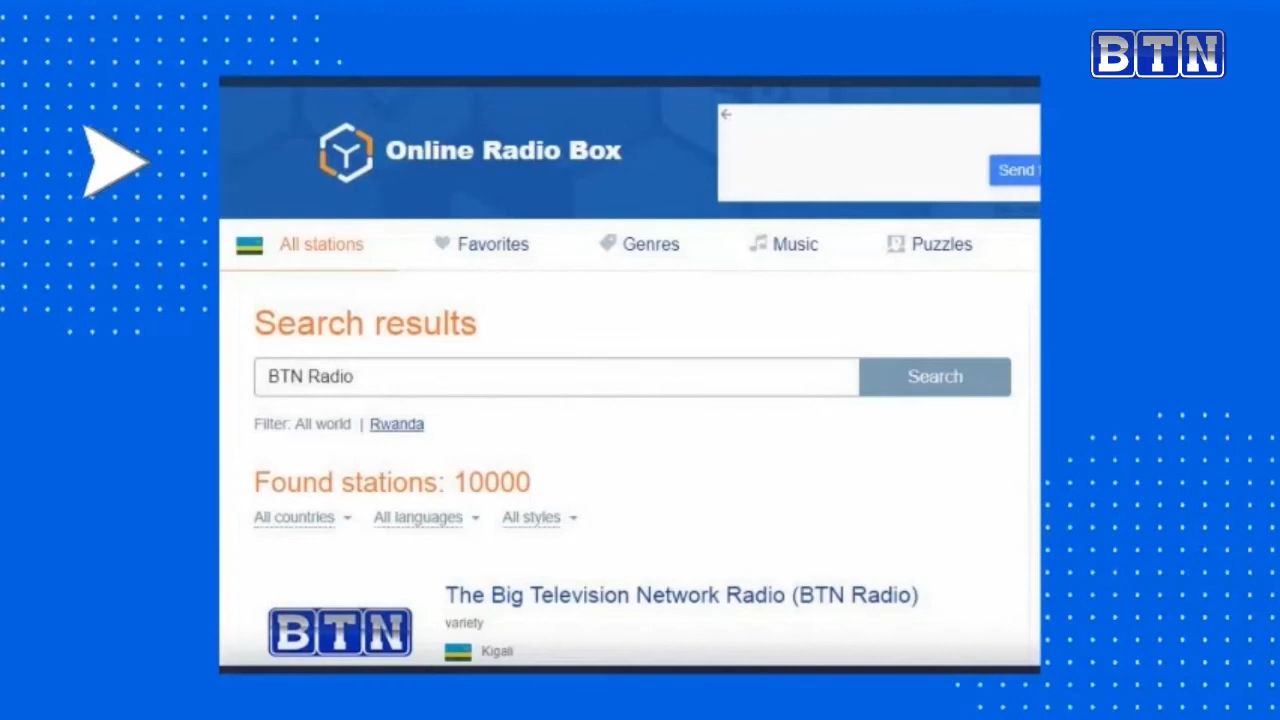 BTN
Online Radio Box
Send
All stations Favorites Genres Music Puzzles
Search results
BTN Radio Search
Filter: All world | Rwanda
Found stations: 10000
All countries All languages All styles
The Big Television Network Radio (BTN Radio)
variety
BTN
Kigali